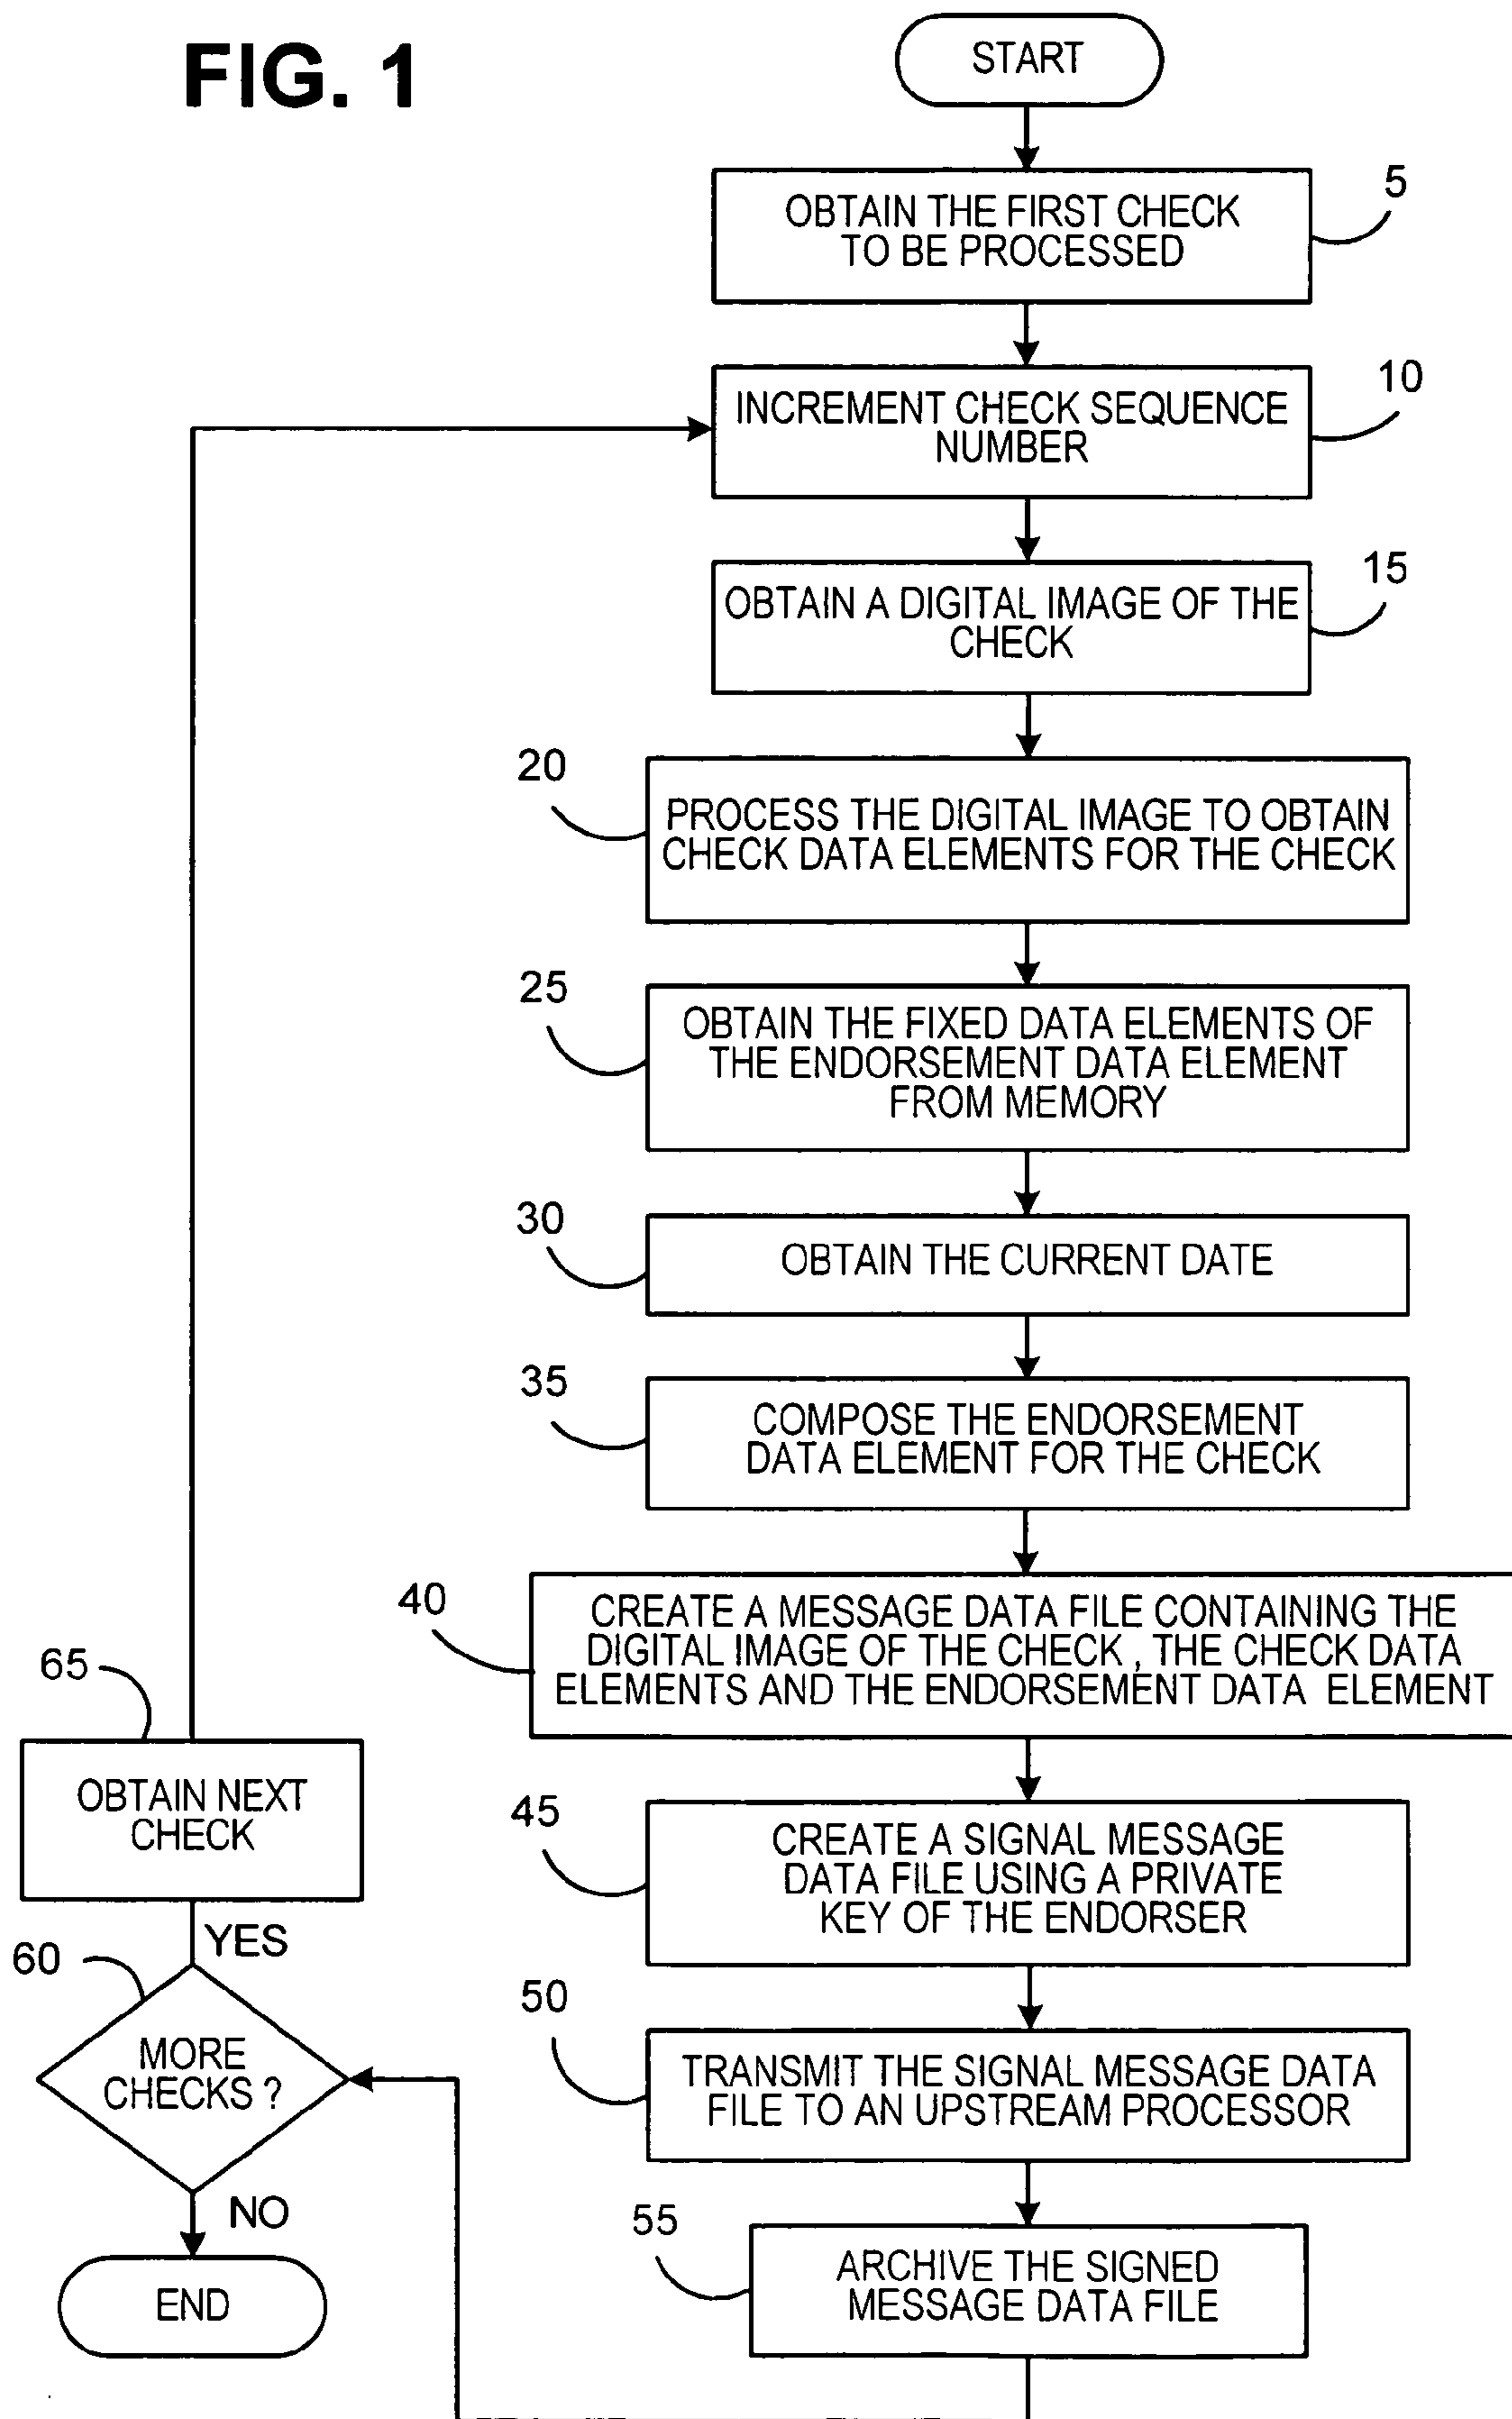 FIG. 1
START
5
OBTAIN THE FIRST CHECK
TO BE PROCESSED
10
INCREMENT CHECK SEQUENCE
NUMBER
15
OBTAIN A DIGITAL IMAGE OF THE
CHECK
20
PROCESS THE DIGITAL IMAGE TO OBTAIN
CHECK DATA ELEMENTS FOR THE CHECK
25
OBTAIN THE FIXED DATA ELEMENTS OF
THE ENDORSEMENT DATA ELEMENT
FROM MEMORY
30
OBTAIN THE CURRENT DATE
35
COMPOSE THE ENDORSEMENT
DATA ELEMENT FOR THE CHECK
40
CREATE A MESSAGE DATA FILE CONTAINING THE
DIGITAL IMAGE OF THE CHECK , THE CHECK DATA
ELEMENTS AND THE ENDORSEMENT DATA ELEMENT
45
CREATE A SIGNAL MESSAGE
DATA FILE USING A PRIVATE
KEY OF THE ENDORSER
50
TRANSMIT THE SIGNAL MESSAGE DATA
FILE TO AN UPSTREAM PROCESSOR
55
ARCHIVE THE SIGNED
MESSAGE DATA FILE
65
OBTAIN NEXT
CHECK
YES
60
MORE
CHECKS ?
NO
END